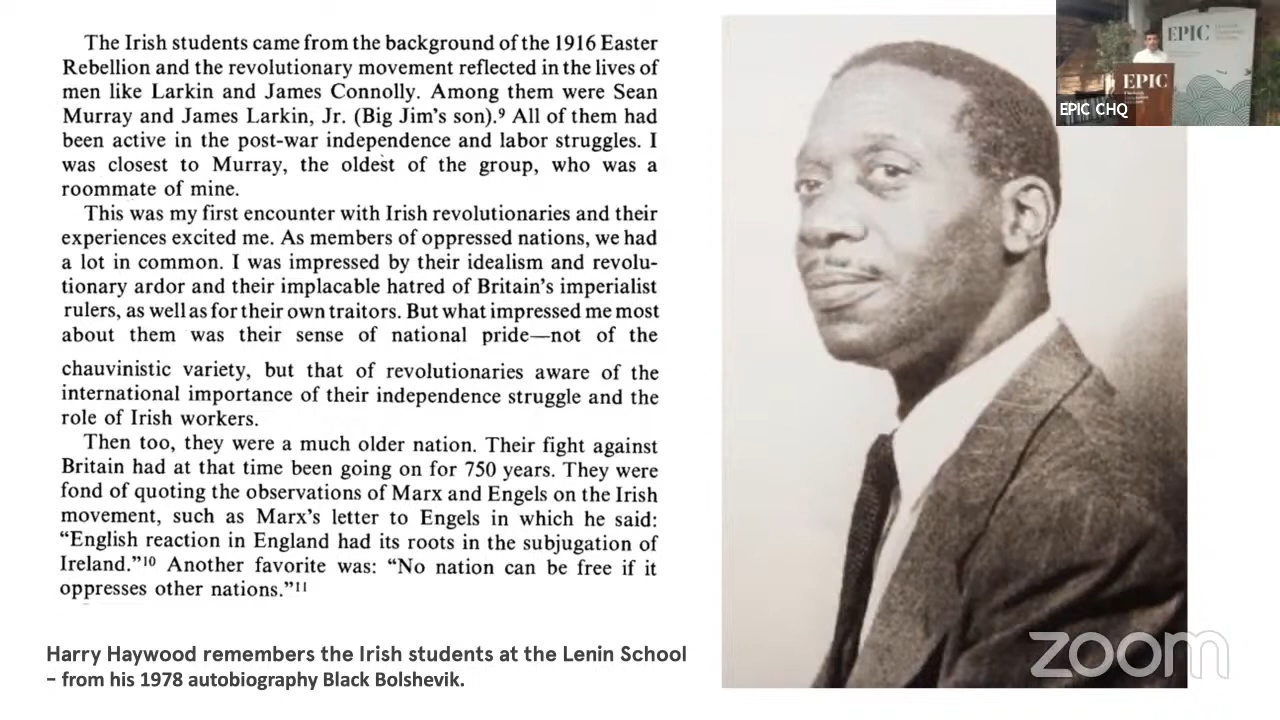 The Irish students came from the background of the 1916 Easter
Rebellion and the revolutionary movement reflected in the lives of
men like Larkin and James Connolly. Among them were Sean
Murray and James Larkin, Jr. (Big Jim's son).⁹ All of them had
been active in the post-war independence and labor struggles. I
was closest to Murray, the oldest of the group, who was a
roommate of mine.
This was my first encounter with Irish revolutionaries and their
experiences excited me. As members of oppressed nations, we had
a lot in common. I was impressed by their idealism and revolu-
tionary ardor and their implacable hatred of Britain's imperialist
rulers, as well as for their own traitors. But what impressed me most
about them was their sense of national pride—not of the
chauvinistic variety, but that of revolutionaries aware of the
international importance of their independence struggle and the
role of Irish workers.
Then too, they were a much older nation. Their fight against
Britain had at that time been going on for 750 years. They were
fond of quoting the observations of Marx and Engels on the Irish
movement, such as Marx's letter to Engels in which he said:
“English reaction in England had its roots in the subjugation of
Ireland.”¹⁰ Another favorite was: “No nation can be free if it
oppresses other nations.”¹¹
Harry Haywood remembers the Irish students at the Lenin School
– from his 1978 autobiography Black Bolshevik.
EPIC
EPIC
EPIC CHQ
zoom